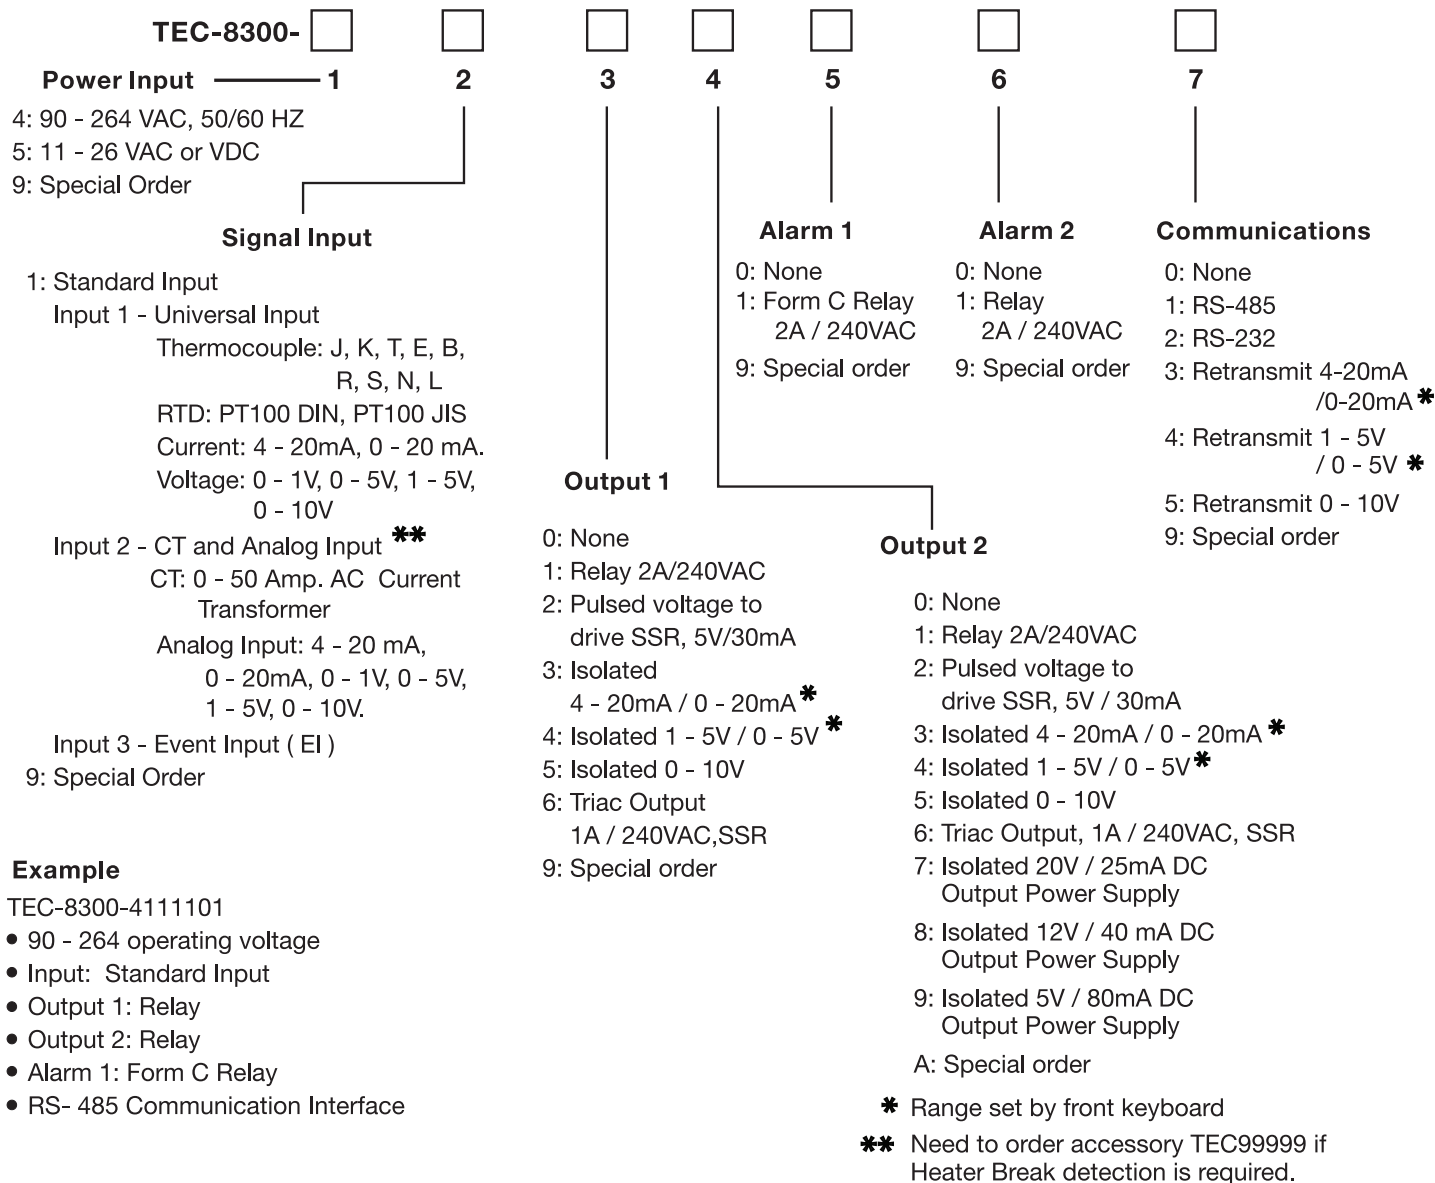 TEC-8300-
Power Input 1 2 3 4 5 6 7
4: 90 - 264 VAC, 50/60 HZ
5: 11 - 26 VAC or VDC
9: Special Order
Signal Input
1: Standard Input
Input 1 - Universal Input
Thermocouple: J, K, T, E, B,
R, S, N, L
RTD: PT100 DIN, PT100 JIS
Current: 4 - 20mA, 0 - 20 mA.
Voltage: 0 - 1V, 0 - 5V, 1 - 5V,
0 - 10V
Input 2 - CT and Analog Input **
CT: 0 - 50 Amp. AC Current
Transformer
Analog Input: 4 - 20 mA,
0 - 20mA, 0 - 1V, 0 - 5V,
1 - 5V, 0 - 10V.
Input 3 - Event Input ( EI )
9: Special Order
Output 1
0: None
1: Relay 2A/240VAC
2: Pulsed voltage to
drive SSR, 5V/30mA
3: Isolated
4 - 20mA / 0 - 20mA *
4: Isolated 1 - 5V / 0 - 5V *
5: Isolated 0 - 10V
6: Triac Output
1A / 240VAC,SSR
9: Special order
Output 2
0: None
1: Relay 2A/240VAC
2: Pulsed voltage to
drive SSR, 5V / 30mA
3: Isolated 4 - 20mA / 0 - 20mA *
4: Isolated 1 - 5V / 0 - 5V *
5: Isolated 0 - 10V
6: Triac Output, 1A / 240VAC, SSR
7: Isolated 20V / 25mA DC
Output Power Supply
8: Isolated 12V / 40 mA DC
Output Power Supply
9: Isolated 5V / 80mA DC
Output Power Supply
A: Special order
Alarm 1
0: None
1: Form C Relay
2A / 240VAC
9: Special order
Alarm 2
0: None
1: Relay
2A / 240VAC
9: Special order
Communications
0: None
1: RS-485
2: RS-232
3: Retransmit 4-20mA
/0-20mA *
4: Retransmit 1 - 5V
/ 0 - 5V *
5: Retransmit 0 - 10V
9: Special order
Example
TEC-8300-4111101
• 90 - 264 operating voltage
• Input: Standard Input
• Output 1: Relay
• Output 2: Relay
• Alarm 1: Form C Relay
• RS- 485 Communication Interface
* Range set by front keyboard
** Need to order accessory TEC99999 if
Heater Break detection is required.